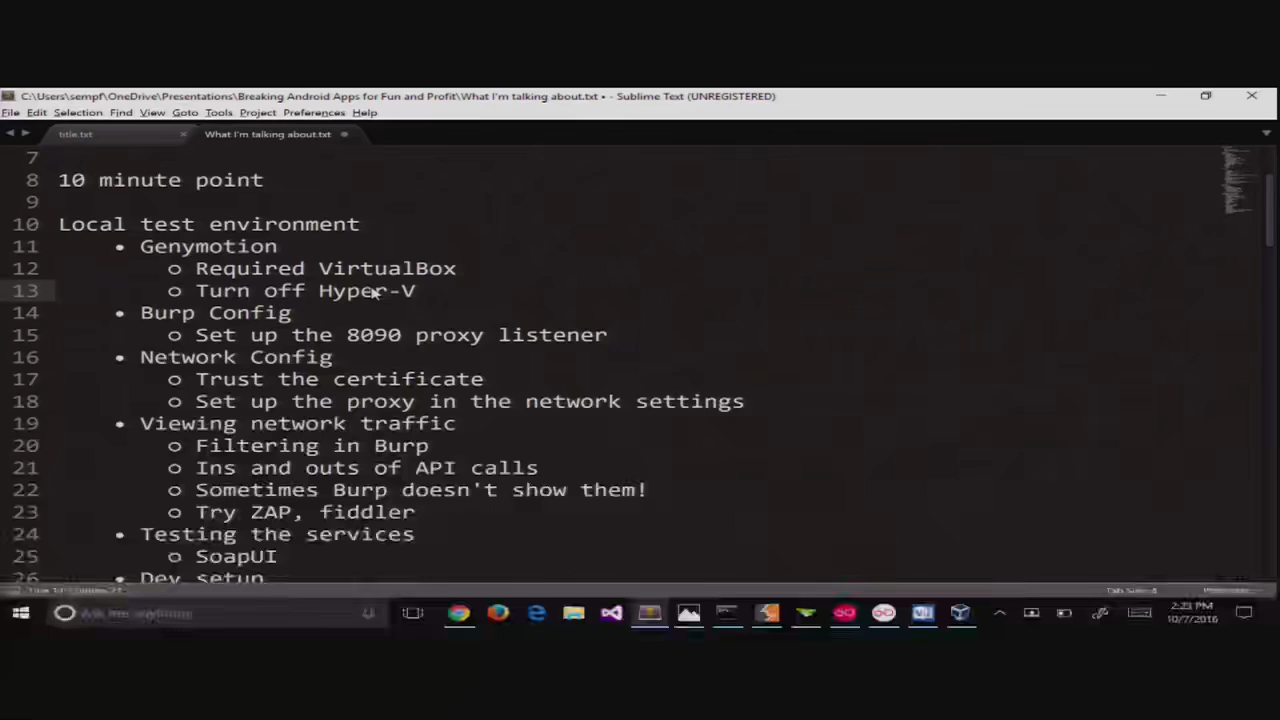 C:\Users\sempf\OneDrive\Presentations\Breaking Android Apps for Fun and Profit\What I'm talking about.txt • - Sublime Text (UNREGISTERED)
File Edit Selection Find View Goto Tools Project Preferences Help
title.txt What I'm talking about.txt
7
8 10 minute point
9
10 Local test environment
11 • Genymotion
12 o Required VirtualBox
13 o Turn off Hyper-V
14 • Burp Config
15 o Set up the 8090 proxy listener
16 • Network Config
17 o Trust the certificate
18 o Set up the proxy in the network settings
19 • Viewing network traffic
20 o Filtering in Burp
21 o Ins and outs of API calls
22 o Sometimes Burp doesn't show them!
23 o Try ZAP, fiddler
24 • Testing the services
25 o SoapUI
26 • Dev setup
Ask me anything
2:23 PM
10/7/2016